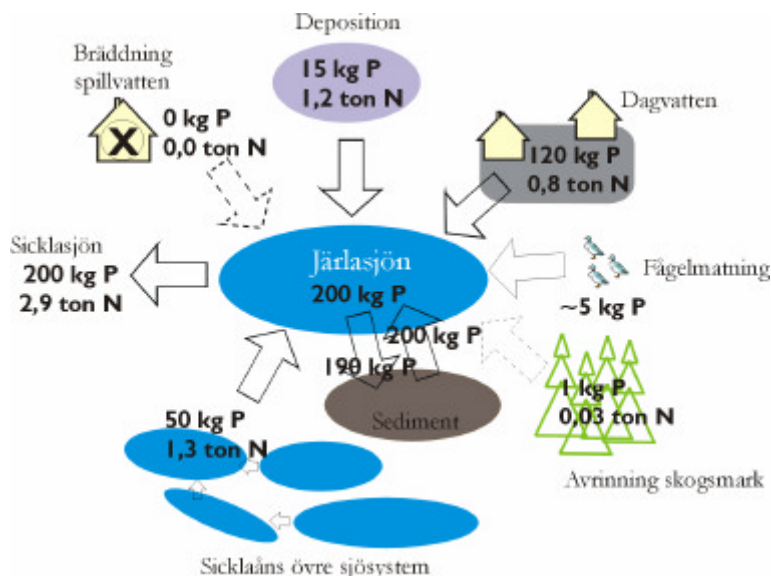 Deposition
15 kg P
1,2 ton N
Bräddning
spillvatten
X
0 kg P
0,0 ton N
Dagvatten
120 kg P
0,8 ton N
Sicklasjön
200 kg P
2,9 ton N
Järlasjön
200 kg P
Fågelmatning
~5 kg P
200 kg P
190 kg P
Sediment
50 kg P
1,3 ton N
1 kg P
0,03 ton N
Avrinning skogsmark
Sicklaåns övre sjösystem